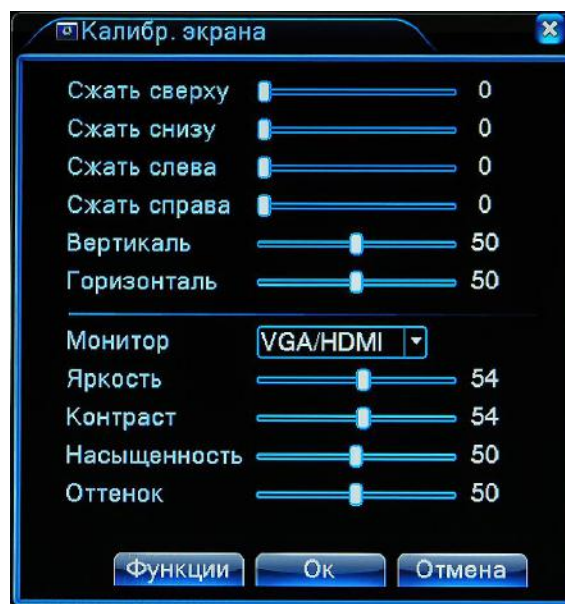 Калибр. экрана
Сжать сверху 0
Сжать снизу 0
Сжать слева 0
Сжать справа 0
Вертикаль 50
Горизонталь 50
Монитор VGA/HDMI
Яркость 54
Контраст 54
Насыщенность 50
Оттенок 50
Функции Ок Отмена